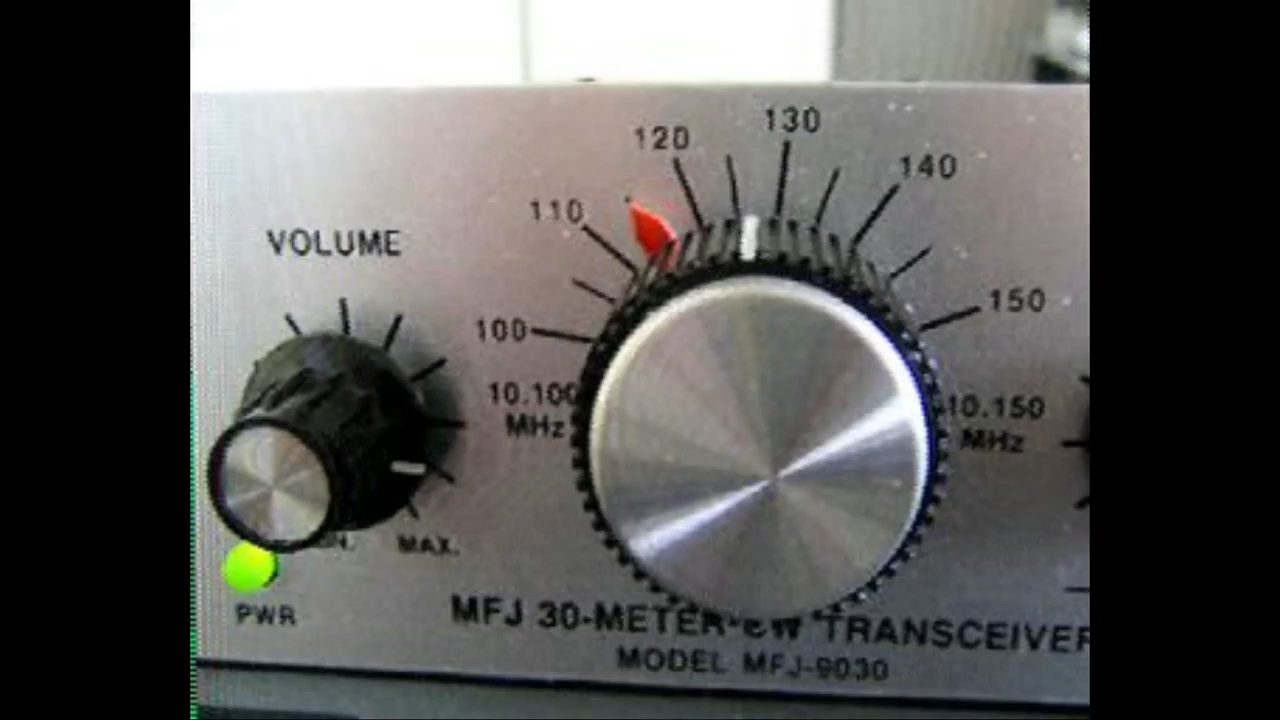 130
120
140
110
VOLUME
150
100
10.100
MHz
10.150
MHz
MAX.
PWR
MFJ 30-METER CW TRANSCEIVER
MODEL MFJ-9030